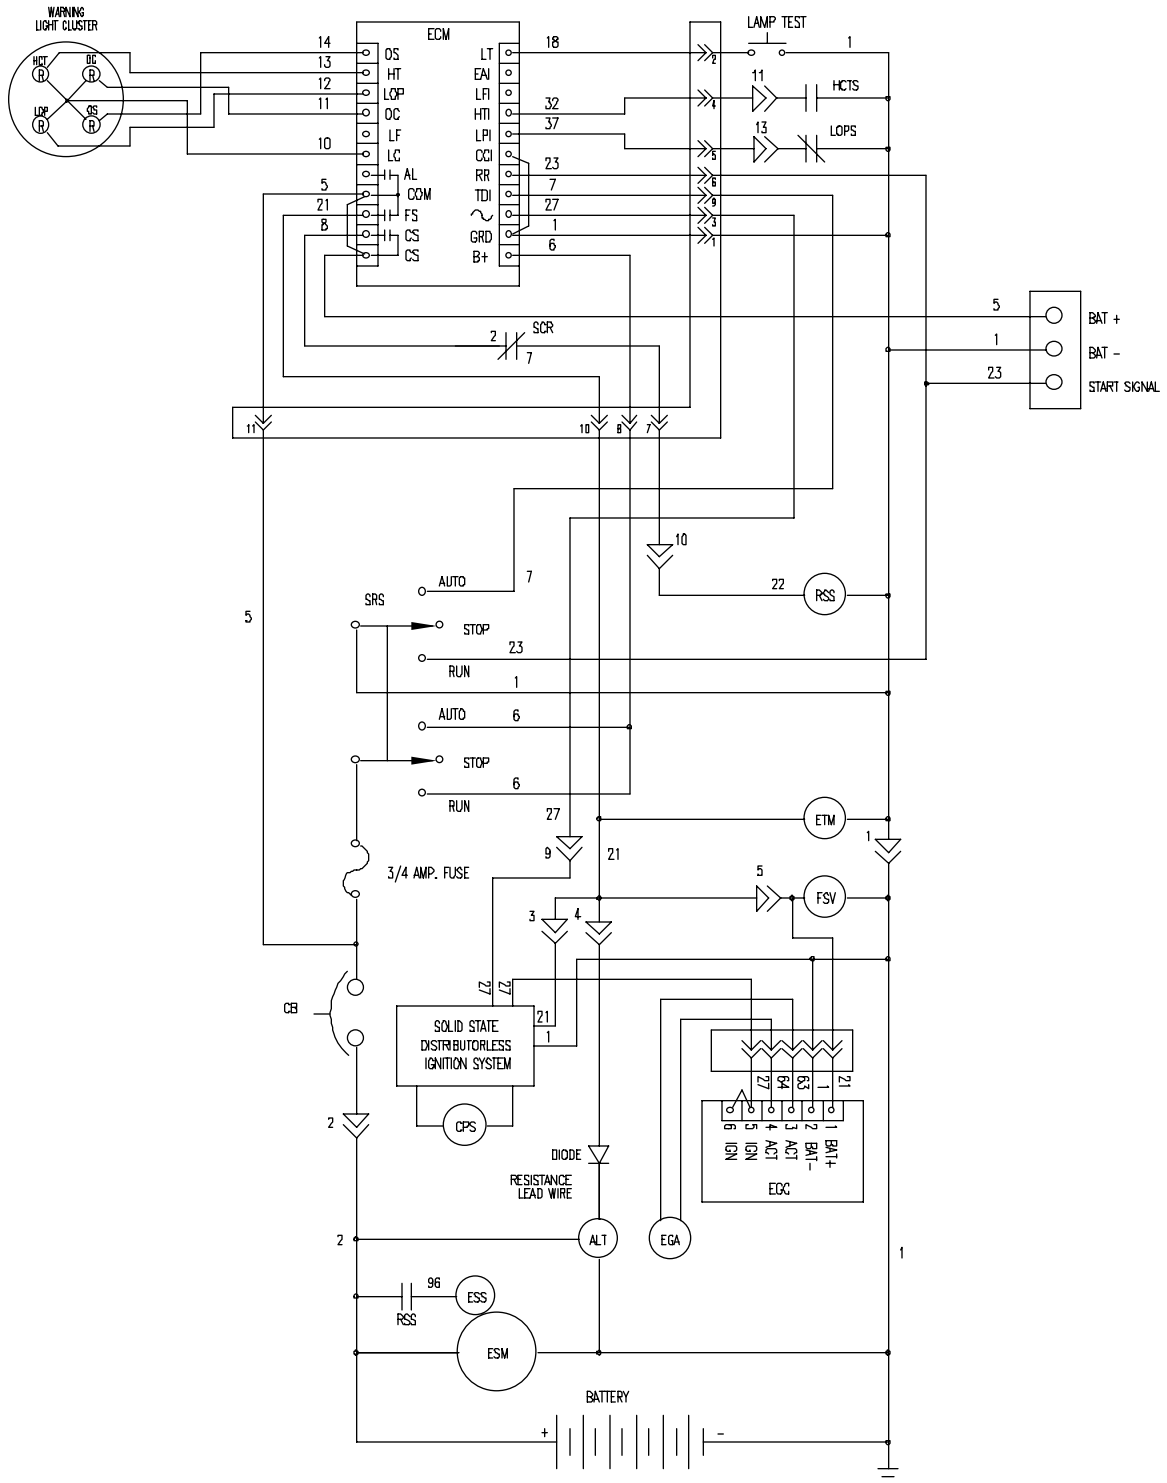 WARNING
LIGHT CLUSTER
HCT
OC
R
R
LOP
OS
R
R
14
13
12
11
10
5
21
8
ECM
OS
HT
LOP
OC
LF
LC
AL
COM
FS
CS
CS
LT
EAI
LFI
HTI
LPI
CCI
RR
TDI
GRD
B+
18
32
37
23
7
27
1
6
2
4
5
6
9
3
1
LAMP TEST
1
11
HCTS
13
LOPS
5
BAT +
1
BAT -
23
START SIGNAL
2
SCR
7
11
10
8
7
10
22
RSS
5
SRS
AUTO
7
STOP
23
RUN
1
AUTO
6
STOP
6
RUN
27
9
21
ETM
1
3/4 AMP. FUSE
5
FSV
3
4
CB
27
27
21
1
SOLID STATE
DISTRIBUTORLESS
IGNITION SYSTEM
CPS
2
27
64
63
1
21
6 IGN
5 IGN
4 ACT
3 ACT
2 BAT-
1 BAT+
EGC
DIODE
RESISTANCE
LEAD WIRE
2
ALT
EGA
1
96
ESS
RSS
ESM
BATTERY
+
-